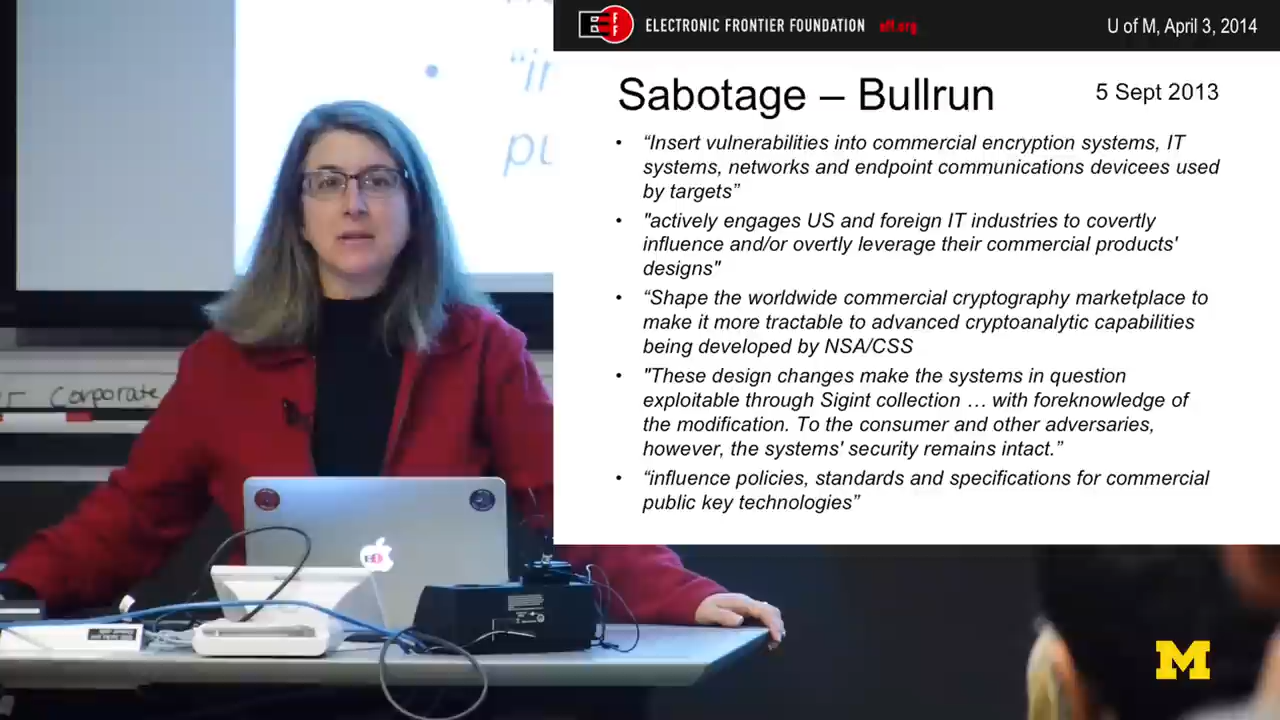 ELECTRONIC FRONTIER FOUNDATION eff.org
U of M, April 3, 2014
Sabotage – Bullrun
5 Sept 2013
• “Insert vulnerabilities into commercial encryption systems, IT
systems, networks and endpoint communications devicees used
by targets”
• "actively engages US and foreign IT industries to covertly
influence and/or overtly leverage their commercial products'
designs"
• “Shape the worldwide commercial cryptography marketplace to
make it more tractable to advanced cryptoanalytic capabilities
being developed by NSA/CSS
• "These design changes make the systems in question
exploitable through Sigint collection … with foreknowledge of
the modification. To the consumer and other adversaries,
however, the systems' security remains intact.”
• “influence policies, standards and specifications for commercial
public key technologies”
• “in
pu
Corporate
M